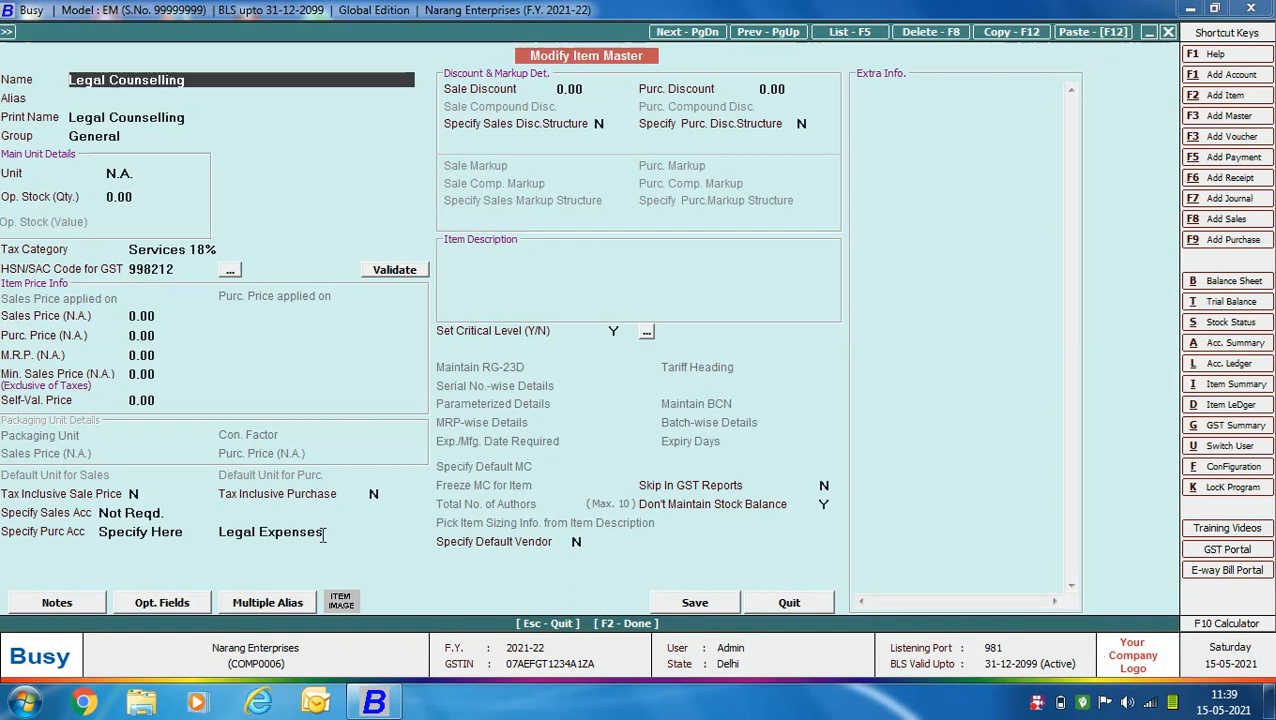 Busy Model : EM (S.No. 99999999) BLS upto 31-12-2099 Global Edition Narang Enterprises (F.Y. 2021-22)
>> Next - PgDn Prev - PgUp List - F5 Delete - F8 Copy - F12 Paste - [F12]
Modify Item Master
Name Legal Counselling
Alias
Print Name Legal Counselling
Group General
Main Unit Details
Unit N.A.
Op. Stock (Qty.) 0.00
Op. Stock (Value)
Tax Category Services 18%
HSN/SAC Code for GST 998212 ... Validate
Item Price Info
Sales Price applied on Purc. Price applied on
Sales Price (N.A.) 0.00
Purc. Price (N.A.) 0.00
M.R.P. (N.A.) 0.00
Min. Sales Price (N.A.) 0.00
(Exclusive of Taxes)
Self-Val. Price 0.00
Packaging Unit Details
Packaging Unit Con. Factor
Sales Price (N.A.) Purc. Price (N.A.)
Default Unit for Sales Default Unit for Purc.
Tax Inclusive Sale Price N Tax Inclusive Purchase N
Specify Sales Acc Not Reqd.
Specify Purc Acc Specify Here Legal Expenses
Notes Opt. Fields Multiple Alias ITEM IMAGE
Discount & Markup Det.
Sale Discount 0.00 Purc. Discount 0.00
Sale Compound Disc. Purc. Compound Disc.
Specify Sales Disc.Structure N Specify Purc. Disc.Structure N
Sale Markup Purc. Markup
Sale Comp. Markup Purc. Comp. Markup
Specify Sales Markup Structure Specify Purc.Markup Structure
Item Description
Set Critical Level (Y/N) Y ...
Maintain RG-23D Tariff Heading
Serial No.-wise Details
Parameterized Details Maintain BCN
MRP-wise Details Batch-wise Details
Exp./Mfg. Date Required Expiry Days
Specify Default MC
Freeze MC for Item Skip In GST Reports N
Total No. of Authors (Max. 10) Don't Maintain Stock Balance Y
Pick Item Sizing Info. from Item Description
Specify Default Vendor N
Save Quit
Extra Info.
[ Esc - Quit ] [ F2 - Done ]
Shortcut Keys
F1 Help
F1 Add Account
F2 Add Item
F3 Add Master
F3 Add Voucher
F5 Add Payment
F6 Add Receipt
F7 Add Journal
F8 Add Sales
F9 Add Purchase
B Balance Sheet
T Trial Balance
S Stock Status
A Acc. Summary
L Acc. Ledger
I Item Summary
D Item LeDger
G GST Summary
U Switch User
F ConFiguration
K LocK Program
Training Videos
GST Portal
E-way Bill Portal
F10 Calculator
Busy
Narang Enterprises
(COMP0006)
F.Y. : 2021-22
GSTIN : 07AEFGT1234A1ZA
User : Admin
State : Delhi
Listening Port : 981
BLS Valid Upto : 31-12-2099 (Active)
Your
Company
Logo
Saturday
15-05-2021
B
11:39
15-05-2021